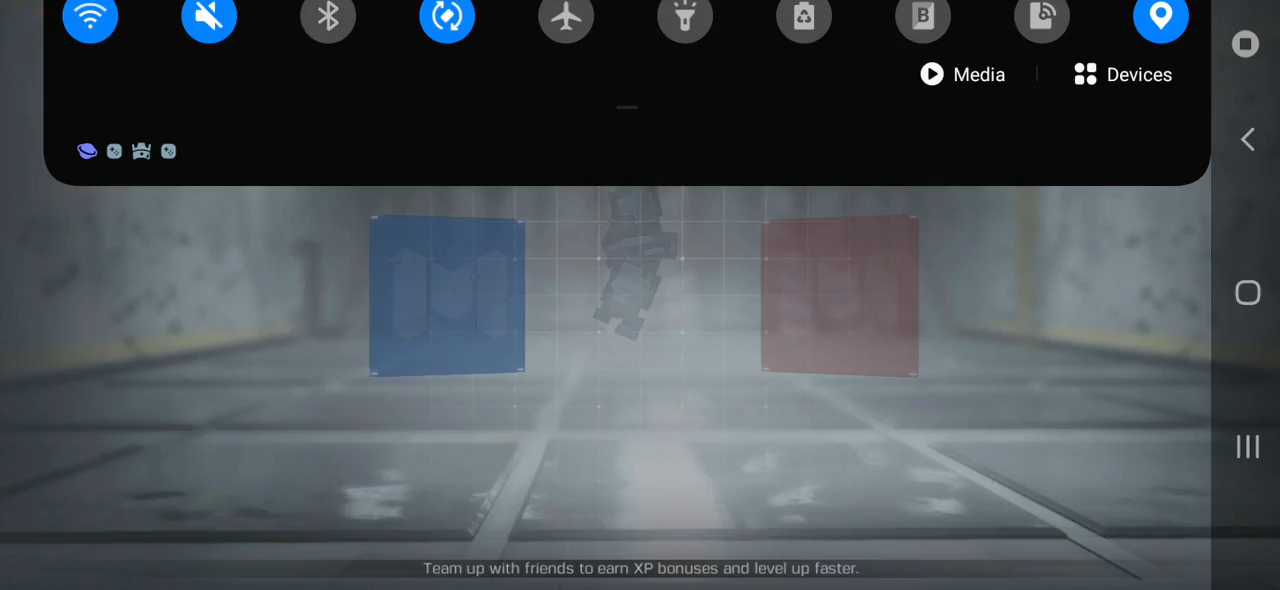 Media
Devices
Team up with friends to earn XP bonuses and level up faster.